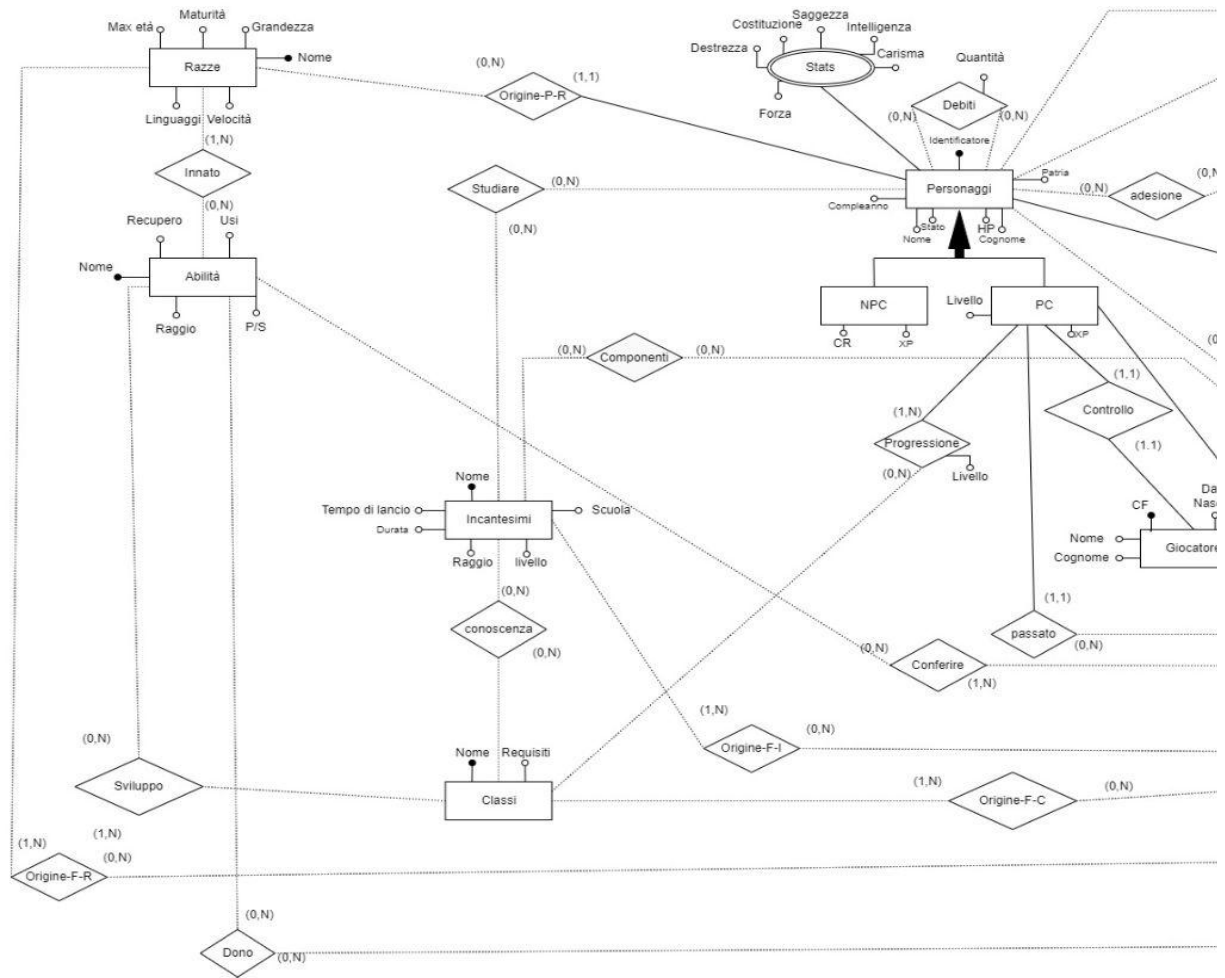 Maturità
Max età
Grandezza
Nome
Razze
Linguaggi
Velocità
(0,N)
(1,1)
Origine-P-R
Saggezza
Costituzione
Intelligenza
Destrezza
Carisma
Stats
Forza
Quantità
Debiti
(0,N)
(0,N)
Identificatore
Patria
Personaggi
Compleanno
Nome
Stato
HP
Cognome
(0,N)
adesione
(1,N)
Innato
(0,N)
Studiare
(0,N)
(0,N)
Recupero
Usi
Nome
Abilità
Raggio
P/S
NPC
CR
XP
Livello
PC
XP
(0,N)
Componenti
(0,N)
(1,1)
Controllo
(1.1)
(1,N)
Progressione
(0,N)
Livello
Nome
Tempo di lancio
Durata
Incantesimi
Scuola
Raggio
livello
CF
Nome
Cognome
Giocatore
(0,N)
conoscenza
(0,N)
(1,1)
passato
(0,N)
(0,N)
Conferire
(1,N)
(1,N)
Origine-F-I
(0,N)
(0,N)
Sviluppo
(1,N)
Nome
Requisiti
Classi
(1,N)
Origine-F-C
(0,N)
(1,N)
Origine-F-R
(0,N)
(0,N)
Dono
(0,N)